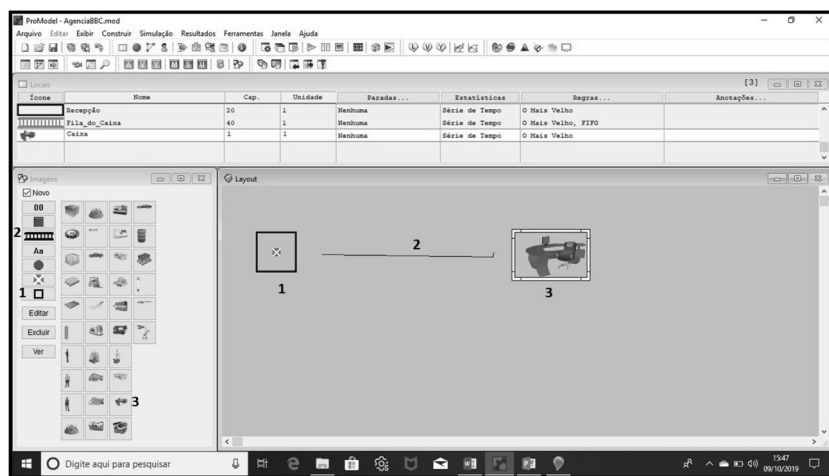 ProModel - AgenciaBBC.mod
Arquivo Editar Exibir Construir Simulação Resultados Ferramentas Janela Ajuda
Locais
[3]
Ícone Nome Cap. Unidade Paradas... Estatísticas Regras... Anotações...
Recepção 20 1 Nenhuma Série de Tempo O Mais Velho
Fila_do_Caixa 40 1 Nenhuma Série de Tempo O Mais Velho, FIFO
Caixa 1 1 Nenhuma Série de Tempo O Mais Velho
Imagens
Layout
Novo
00
2
Aa
1
Editar
Excluir
Ver
3
1
2
3
Digite aqui para pesquisar
15:47
09/10/2019